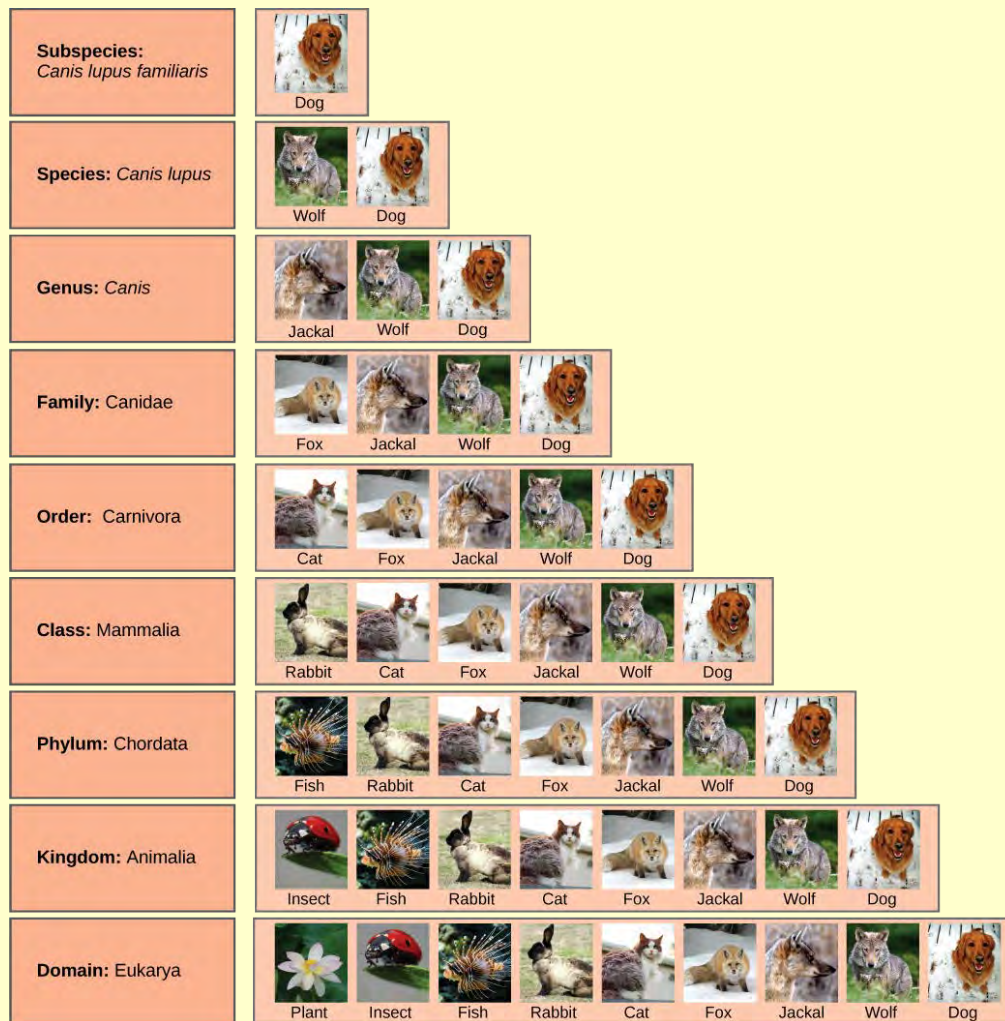 Subspecies:
Canis lupus familiaris
Dog
Species: Canis lupus
Wolf Dog
Genus: Canis
Jackal Wolf Dog
Family: Canidae
Fox Jackal Wolf Dog
Order: Carnivora
Cat Fox Jackal Wolf Dog
Class: Mammalia
Rabbit Cat Fox Jackal Wolf Dog
Phylum: Chordata
Fish Rabbit Cat Fox Jackal Wolf Dog
Kingdom: Animalia
Insect Fish Rabbit Cat Fox Jackal Wolf Dog
Domain: Eukarya
Plant Insect Fish Rabbit Cat Fox Jackal Wolf Dog